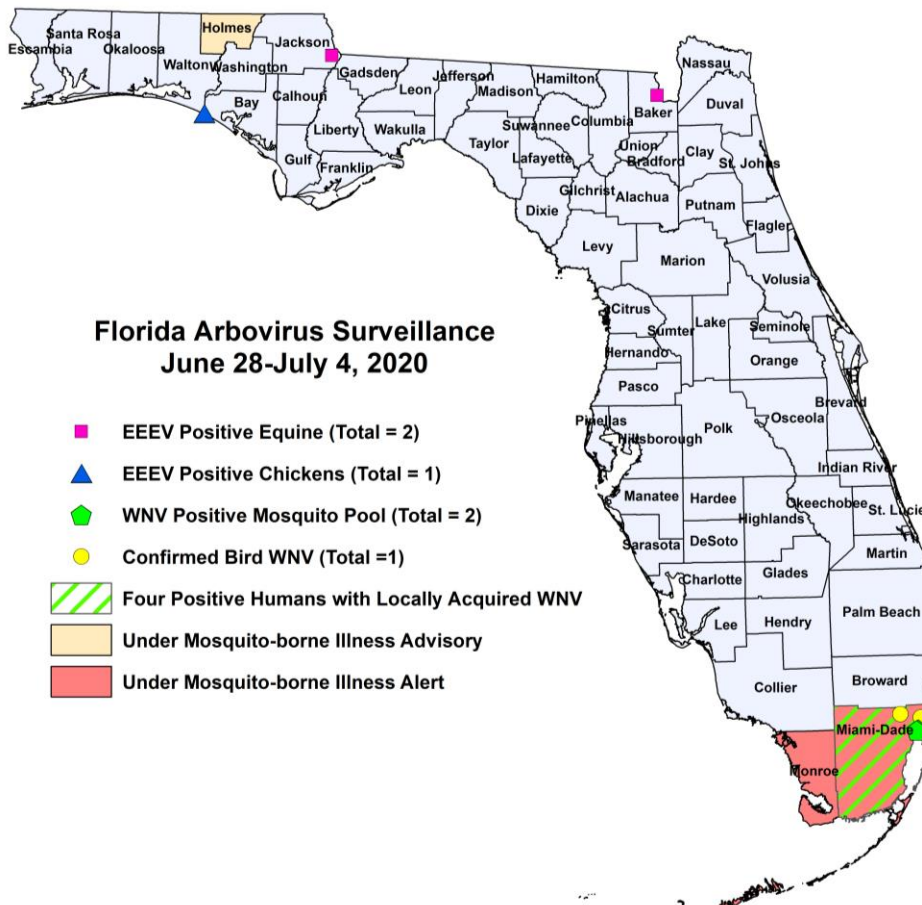 Holmes
Santa Rosa
Jackson
Escambia
Okaloosa
Walton
Washington
Nassau
Gadsden
Jefferson
Hamilton
Leon
Madison
Bay
Calhoun
Columbia
Baker
Duval
Liberty
Wakulla
Suwannee
Taylor
Union
Bradford
Clay
St. Johns
Gulf
Franklin
Lafayette
Gilchrist
Alachua
Putnam
Dixie
Flagler
Levy
Marion
Volusia
Citrus
Sumter
Lake
Seminole
Hernando
Orange
Pasco
Brevard
Pinellas
Hillsborough
Polk
Osceola
Indian River
Manatee
Hardee
Okeechobee
St. Lucie
Highlands
Sarasota
DeSoto
Martin
Charlotte
Glades
Lee
Hendry
Palm Beach
Collier
Broward
Miami-Dade
Monroe
Florida Arbovirus Surveillance
June 28-July 4, 2020
EEEV Positive Equine (Total = 2)
EEEV Positive Chickens (Total = 1)
WNV Positive Mosquito Pool (Total = 2)
Confirmed Bird WNV (Total =1)
Four Positive Humans with Locally Acquired WNV
Under Mosquito-borne Illness Advisory
Under Mosquito-borne Illness Alert